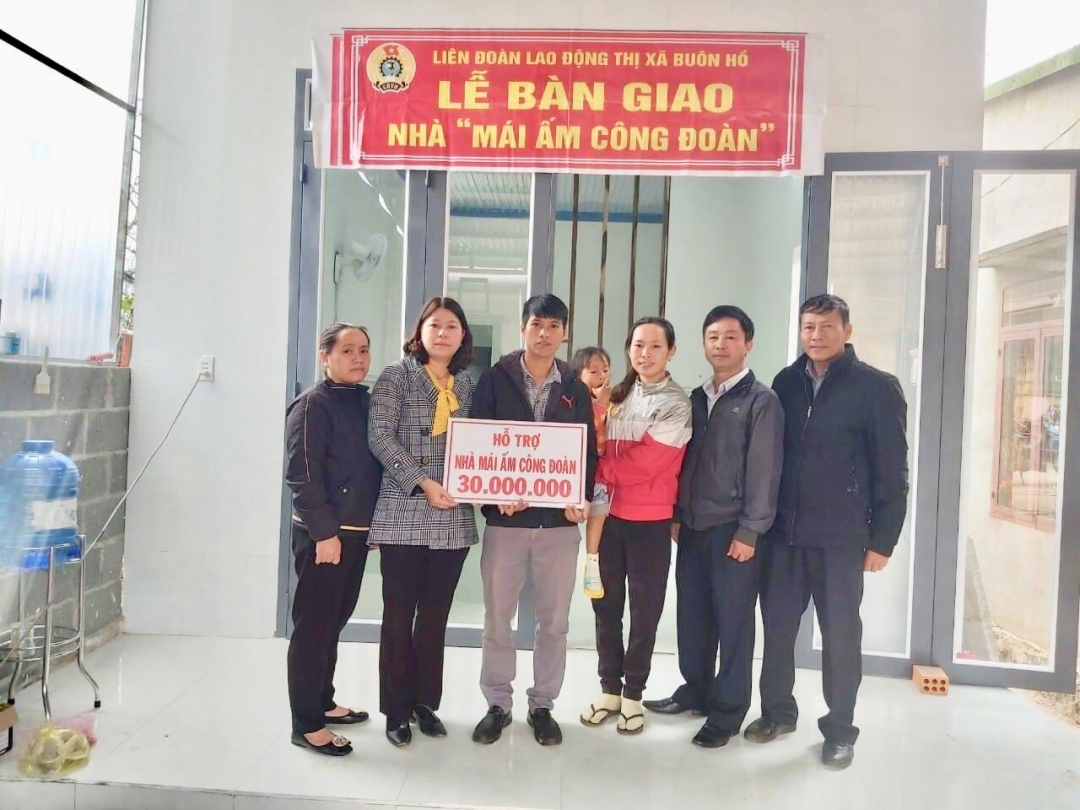 LIÊN ĐOÀN LAO ĐỘNG THỊ XÃ BUÔN HỒ
LỄ BÀN GIAO
NHÀ “MÁI ẤM CÔNG ĐOÀN”
HỖ TRỢ
NHÀ MÁI ẤM CÔNG ĐOÀN
30.000.000